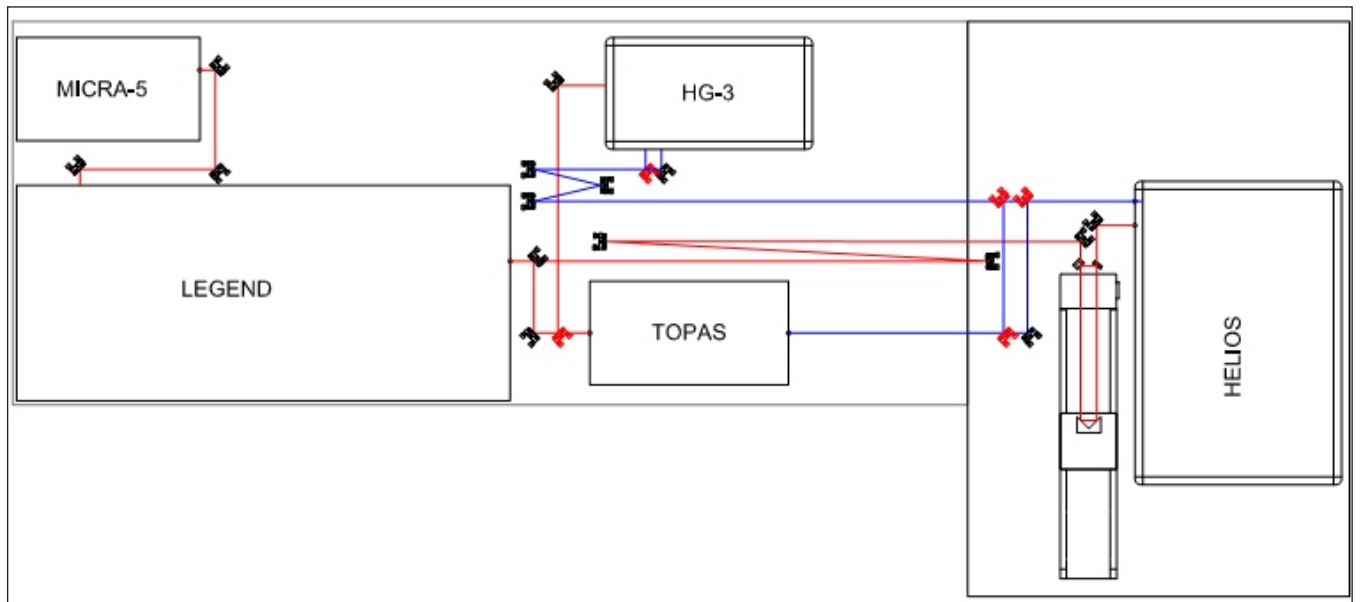 MICRA-5
HG-3
LEGEND
TOPAS
HELIOS